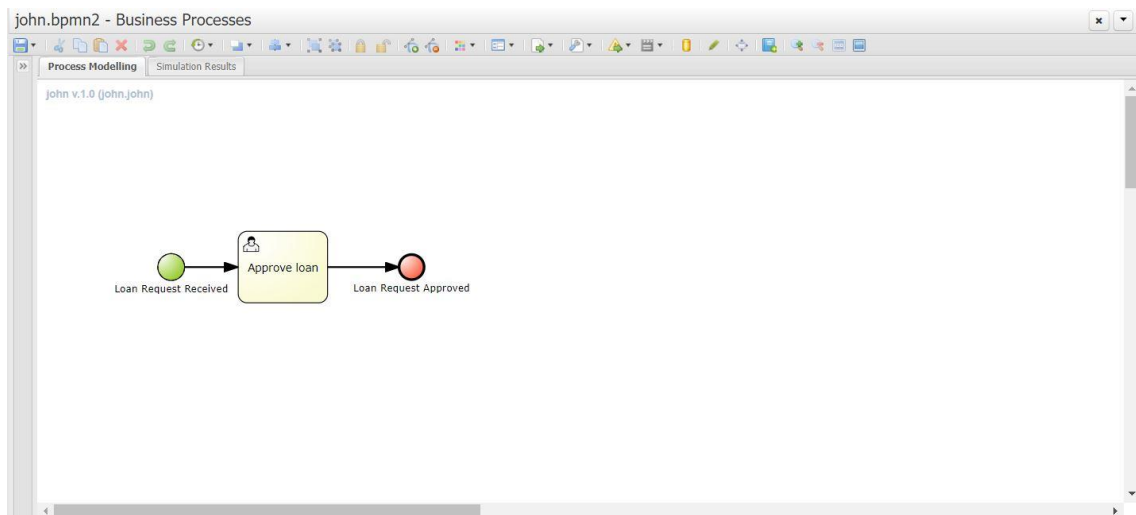 john.bpmn2 - Business Processes
Process Modelling
Simulation Results
john v.1.0 (john.john)
Approve loan
Loan Request Received
Loan Request Approved